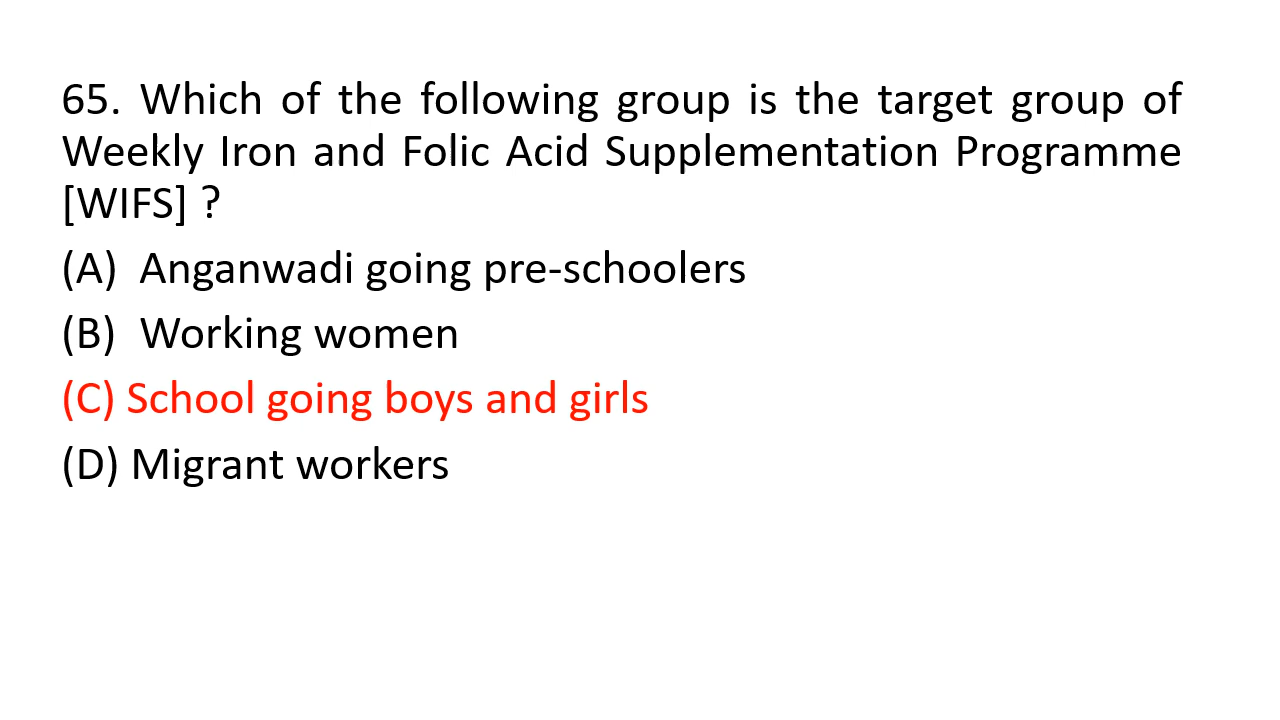 65. Which of the following group is the target group of
Weekly Iron and Folic Acid Supplementation Programme
[WIFS] ?
(A) Anganwadi going pre-schoolers
(B) Working women
(C) School going boys and girls
(D) Migrant workers